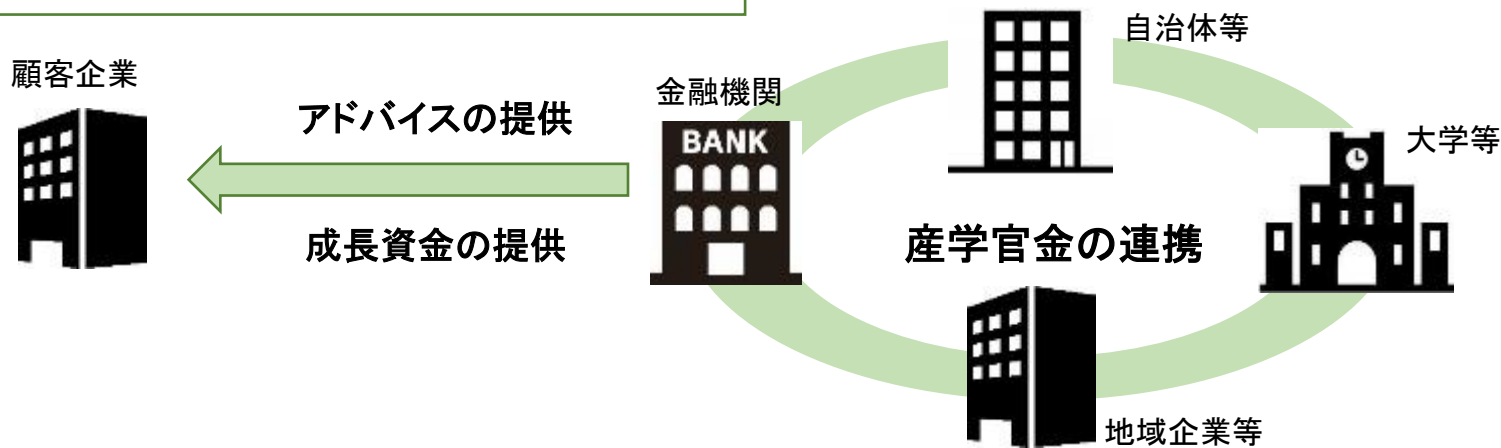 自治体等
顧客企業
金融機関
アドバイスの提供
BANK
大学等
成長資金の提供
産学官金の連携
地域企業等